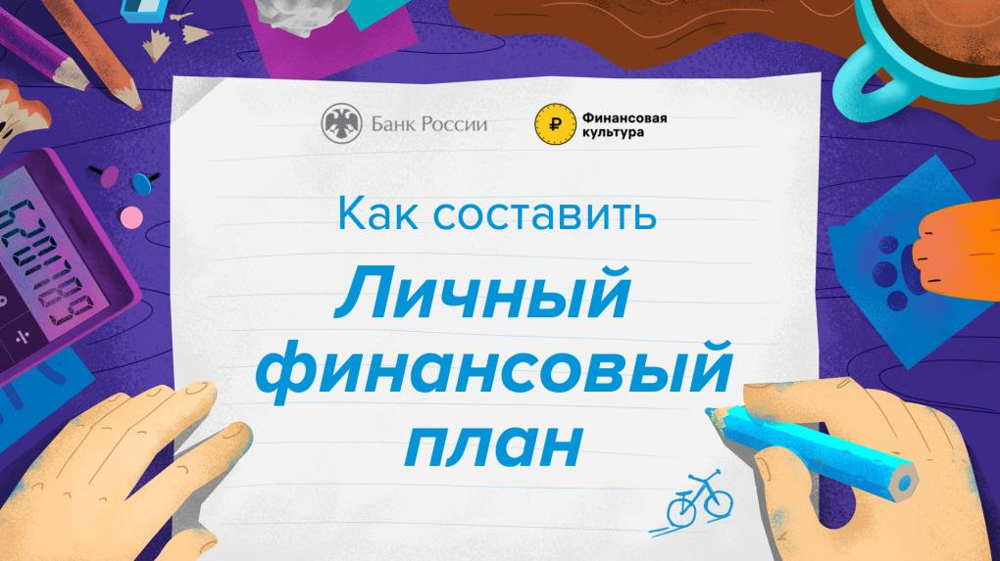 Банк России
Финансовая
культура
₽
Как составить
Личный
финансовый
план